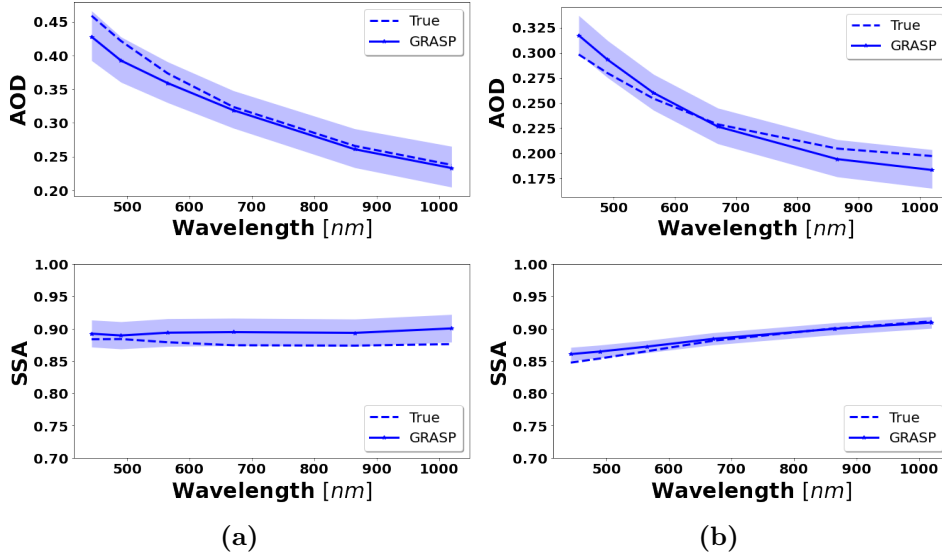 0.45
0.40
0.35
0.30
0.25
0.20
AOD
True
GRASP
500 600 700 800 900 1000
Wavelength [nm]
0.325
0.300
0.275
0.250
0.225
0.200
0.175
AOD
True
GRASP
500 600 700 800 900 1000
Wavelength [nm]
1.00
0.95
0.90
0.85
0.80
0.75
0.70
SSA
True
GRASP
500 600 700 800 900 1000
Wavelength [nm]
1.00
0.95
0.90
0.85
0.80
0.75
0.70
SSA
True
GRASP
500 600 700 800 900 1000
Wavelength [nm]
(a)
(b)